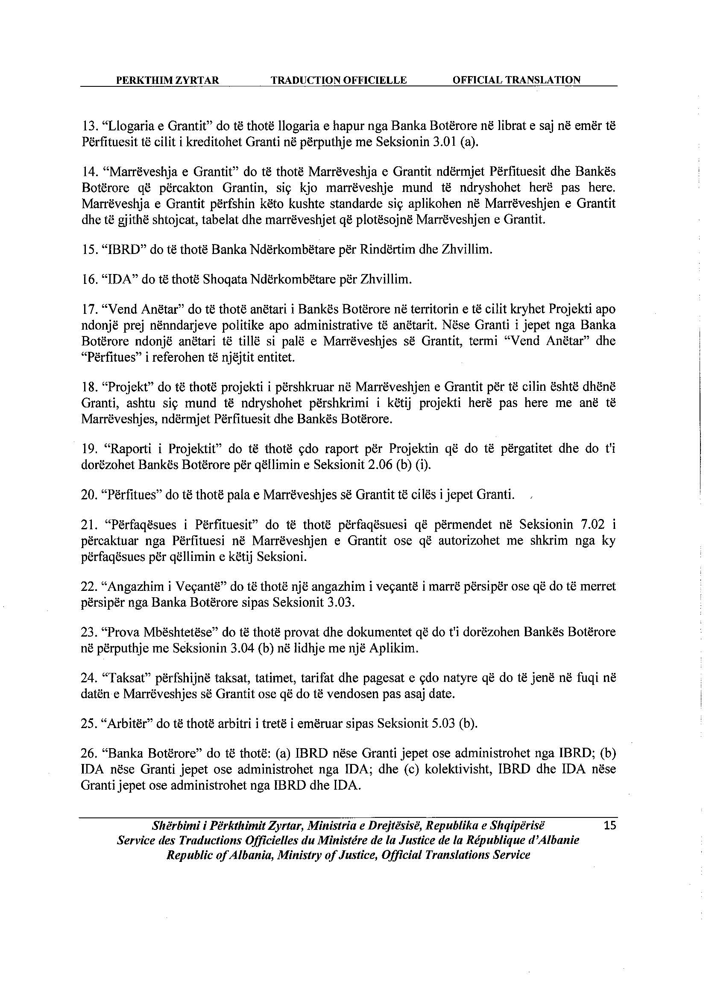 PERKTHIM ZYRTAR TRADUCTION OFFICIELLE OFFICIAL TRANSLATION
13. “Llogaria e Grantit” do të thotë llogaria e hapur nga Banka Botërore në librat e saj në emër të
Përfituesit të cilit i kreditohet Granti në përputhje me Seksionin 3.01 (a).
14. “Marrëveshja e Grantit” do të thotë Marrëveshja e Grantit ndërmjet Përfituesit dhe Bankës
Botërore që përcakton Grantin, siç kjo marrëveshje mund të ndryshohet herë pas here.
Marrëveshja e Grantit përfshin këto kushte standarde siç aplikohen në Marrëveshjen e Grantit
dhe të gjithë shtojcat, tabelat dhe marrëveshjet që plotësojnë Marrëveshjen e Grantit.
15. “IBRD” do të thotë Banka Ndërkombëtare për Rindërtim dhe Zhvillim.
16. “IDA” do të thotë Shoqata Ndërkombëtare për Zhvillim.
17. “Vend Anëtar” do të thotë anëtari i Bankës Botërore në territorin e të cilit kryhet Projekti apo
ndonjë prej nënndarjeve politike apo administrative të anëtarit. Nëse Granti i jepet nga Banka
Botërore ndonjë anëtari të tillë si palë e Marrëveshjes së Grantit, termi “Vend Anëtar” dhe
“Përfitues” i referohen të njëjtit entitet.
18. “Projekt” do të thotë projekti i përshkruar në Marrëveshjen e Grantit për të cilin është dhënë
Granti, ashtu siç mund të ndryshohet përshkrimi i këtij projekti herë pas here me anë të
Marrëveshjes, ndërmjet Përfituesit dhe Bankës Botërore.
19. “Raporti i Projektit” do të thotë çdo raport për Projektin që do të përgatitet dhe do t'i
dorëzohet Bankës Botërore për qëllimin e Seksionit 2.06 (b) (i).
20. “Përfitues” do të thotë pala e Marrëveshjes së Grantit të cilës i jepet Granti.
21. “Përfaqësues i Përfituesit” do të thotë përfaqësuesi që përmendet në Seksionin 7.02 i
përcaktuar nga Përfituesi në Marrëveshjen e Grantit ose që autorizohet me shkrim nga ky
përfaqësues për qëllimin e këtij Seksioni.
22. “Angazhim i Veçantë” do të thotë një angazhim i veçantë i marrë përsipër ose që do të merret
përsipër nga Banka Botërore sipas Seksionit 3.03.
23. “Prova Mbështetëse” do të thotë provat dhe dokumentet që do t'i dorëzohen Bankës Botërore
në përputhje me Seksionin 3.04 (b) në lidhje me një Aplikim.
24. “Taksat” përfshijnë taksat, tatimet, tarifat dhe pagesat e çdo natyre që do të jenë në fuqi në
datën e Marrëveshjes së Grantit ose që do të vendosen pas asaj date.
25. “Arbitër” do të thotë arbitri i tretë i emëruar sipas Seksionit 5.03 (b).
26. “Banka Botërore” do të thotë: (a) IBRD nëse Granti jepet ose administrohet nga IBRD; (b)
IDA nëse Granti jepet ose administrohet nga IDA; dhe (c) kolektivisht, IBRD dhe IDA nëse
Granti jepet ose administrohet nga IBRD dhe IDA.
Shërbimi i Përkthimit Zyrtar, Ministria e Drejtësisë, Republika e Shqipërisë 15
Service des Traductions Officielles du Ministére de la Justice de la République d’Albanie
Republic of Albania, Ministry of Justice, Official Translations Service